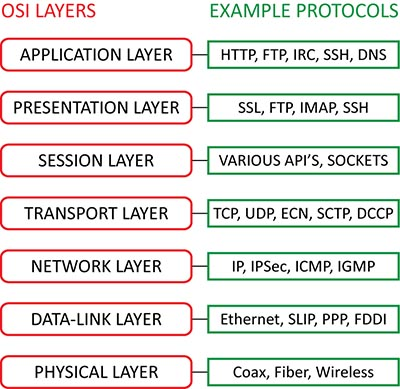 OSI LAYERS EXAMPLE PROTOCOLS
APPLICATION LAYER HTTP, FTP, IRC, SSH, DNS
PRESENTATION LAYER SSL, FTP, IMAP, SSH
SESSION LAYER VARIOUS API'S, SOCKETS
TRANSPORT LAYER TCP, UDP, ECN, SCTP, DCCP
NETWORK LAYER IP, IPSec, ICMP, IGMP
DATA-LINK LAYER Ethernet, SLIP, PPP, FDDI
PHYSICAL LAYER Coax, Fiber, Wireless